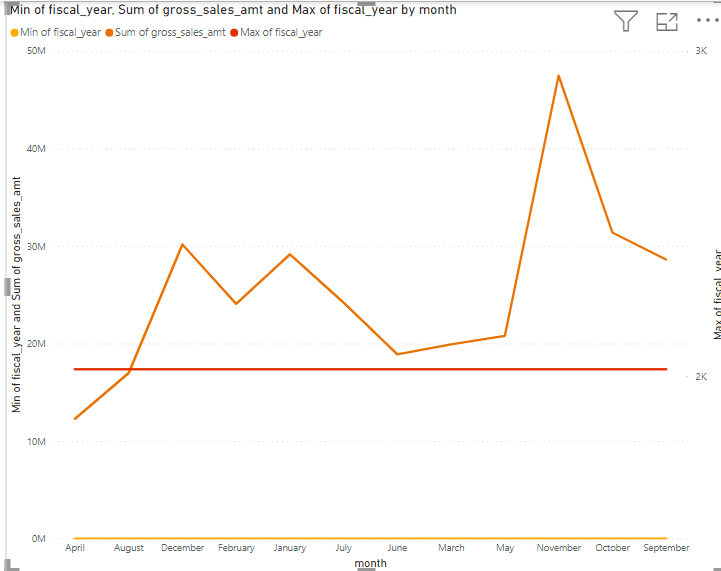 Min of fiscal_year, Sum of gross_sales_amt and Max of fiscal_year by month
Min of fiscal_year Sum of gross_sales_amt Max of fiscal_year
50M
40M
30M
20M
10M
0M
3K
2K
Min of fiscal_year and Sum of gross_sales_amt
Max of fiscal_year
April August December February January July June March May November October September
month